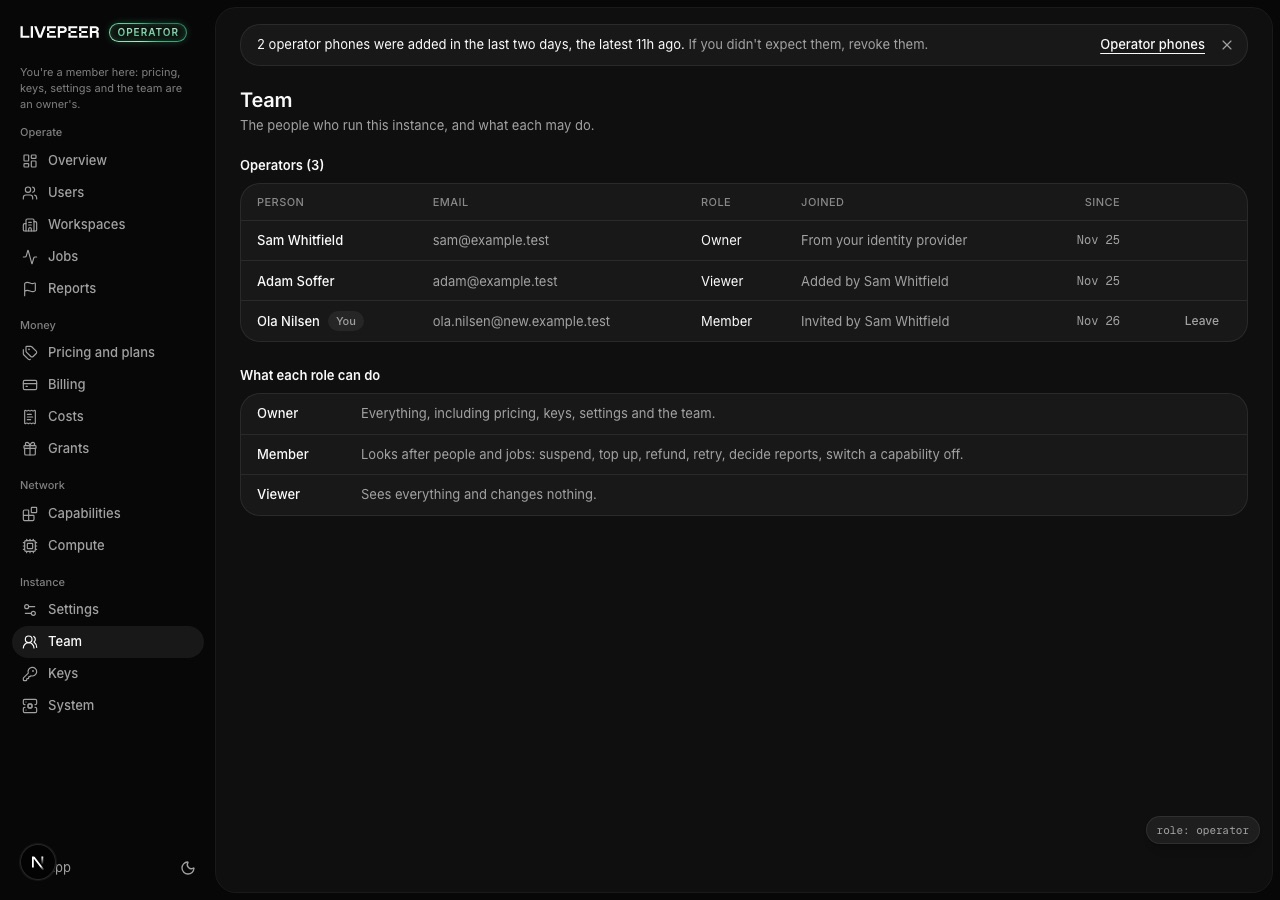 LIVEPEER OPERATOR
You're a member here: pricing,
keys, settings and the team are
an owner's.
Operate
Overview
Users
Workspaces
Jobs
Reports
Money
Pricing and plans
Billing
Costs
Grants
Network
Capabilities
Compute
Instance
Settings
Team
Keys
System
N
pp
2 operator phones were added in the last two days, the latest 11h ago. If you didn't expect them, revoke them. Operator phones
Team
The people who run this instance, and what each may do.
Operators (3)
PERSON EMAIL ROLE JOINED SINCE
Sam Whitfield sam@example.test Owner From your identity provider Nov 25
Adam Soffer adam@example.test Viewer Added by Sam Whitfield Nov 25
Ola Nilsen You ola.nilsen@new.example.test Member Invited by Sam Whitfield Nov 26 Leave
What each role can do
Owner Everything, including pricing, keys, settings and the team.
Member Looks after people and jobs: suspend, top up, refund, retry, decide reports, switch a capability off.
Viewer Sees everything and changes nothing.
role: operator